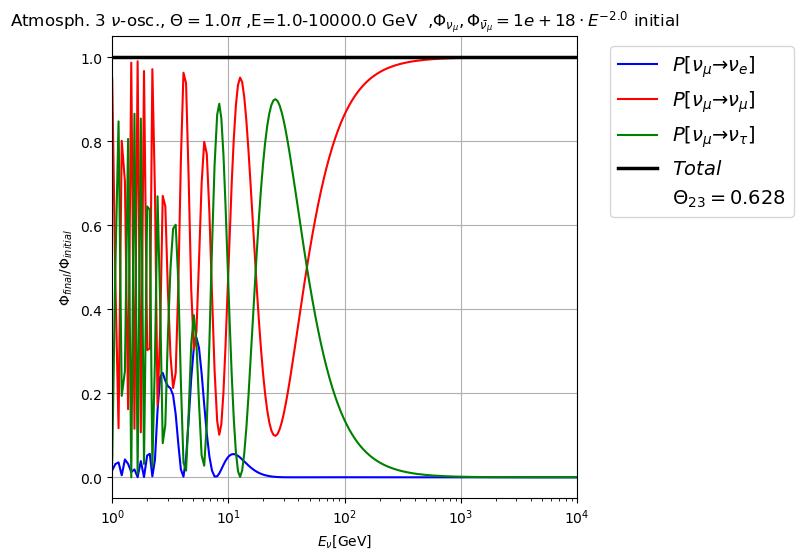 Atmosph. 3 ν-osc., Θ = 1.0π ,E=1.0-10000.0 GeV ,Φ_{ν_μ}, Φ_{ν̄_μ} = 1e + 18 · E^{−2.0} initial
P[ν_μ→ν_e]
P[ν_μ→ν_μ]
P[ν_μ→ν_τ]
Total
Θ_{23} = 0.628
Φ_{final}/Φ_{initial}
1.0
0.8
0.6
0.4
0.2
0.0
10^0 10^1 10^2 10^3 10^4
E_ν[GeV]